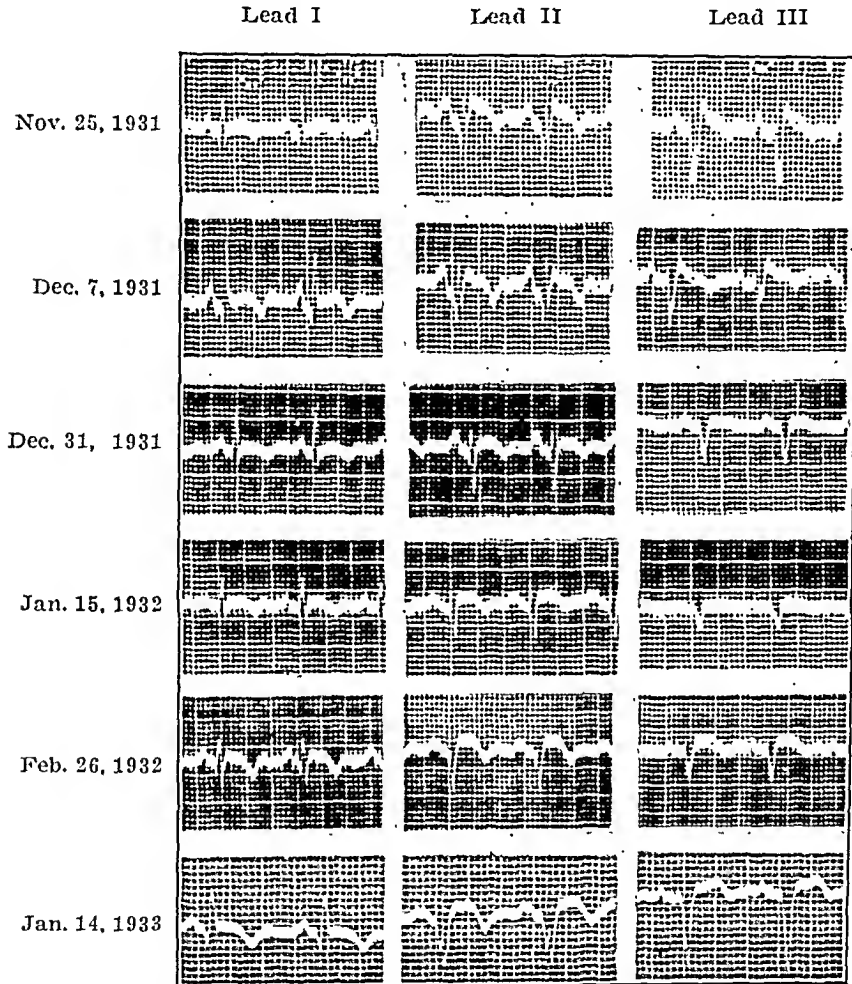 Lead I Lead II Lead III
Nov. 25, 1931
Dec. 7, 1931
Dec. 31, 1931
Jan. 15, 1932
Feb. 26, 1932
Jan. 14, 1933